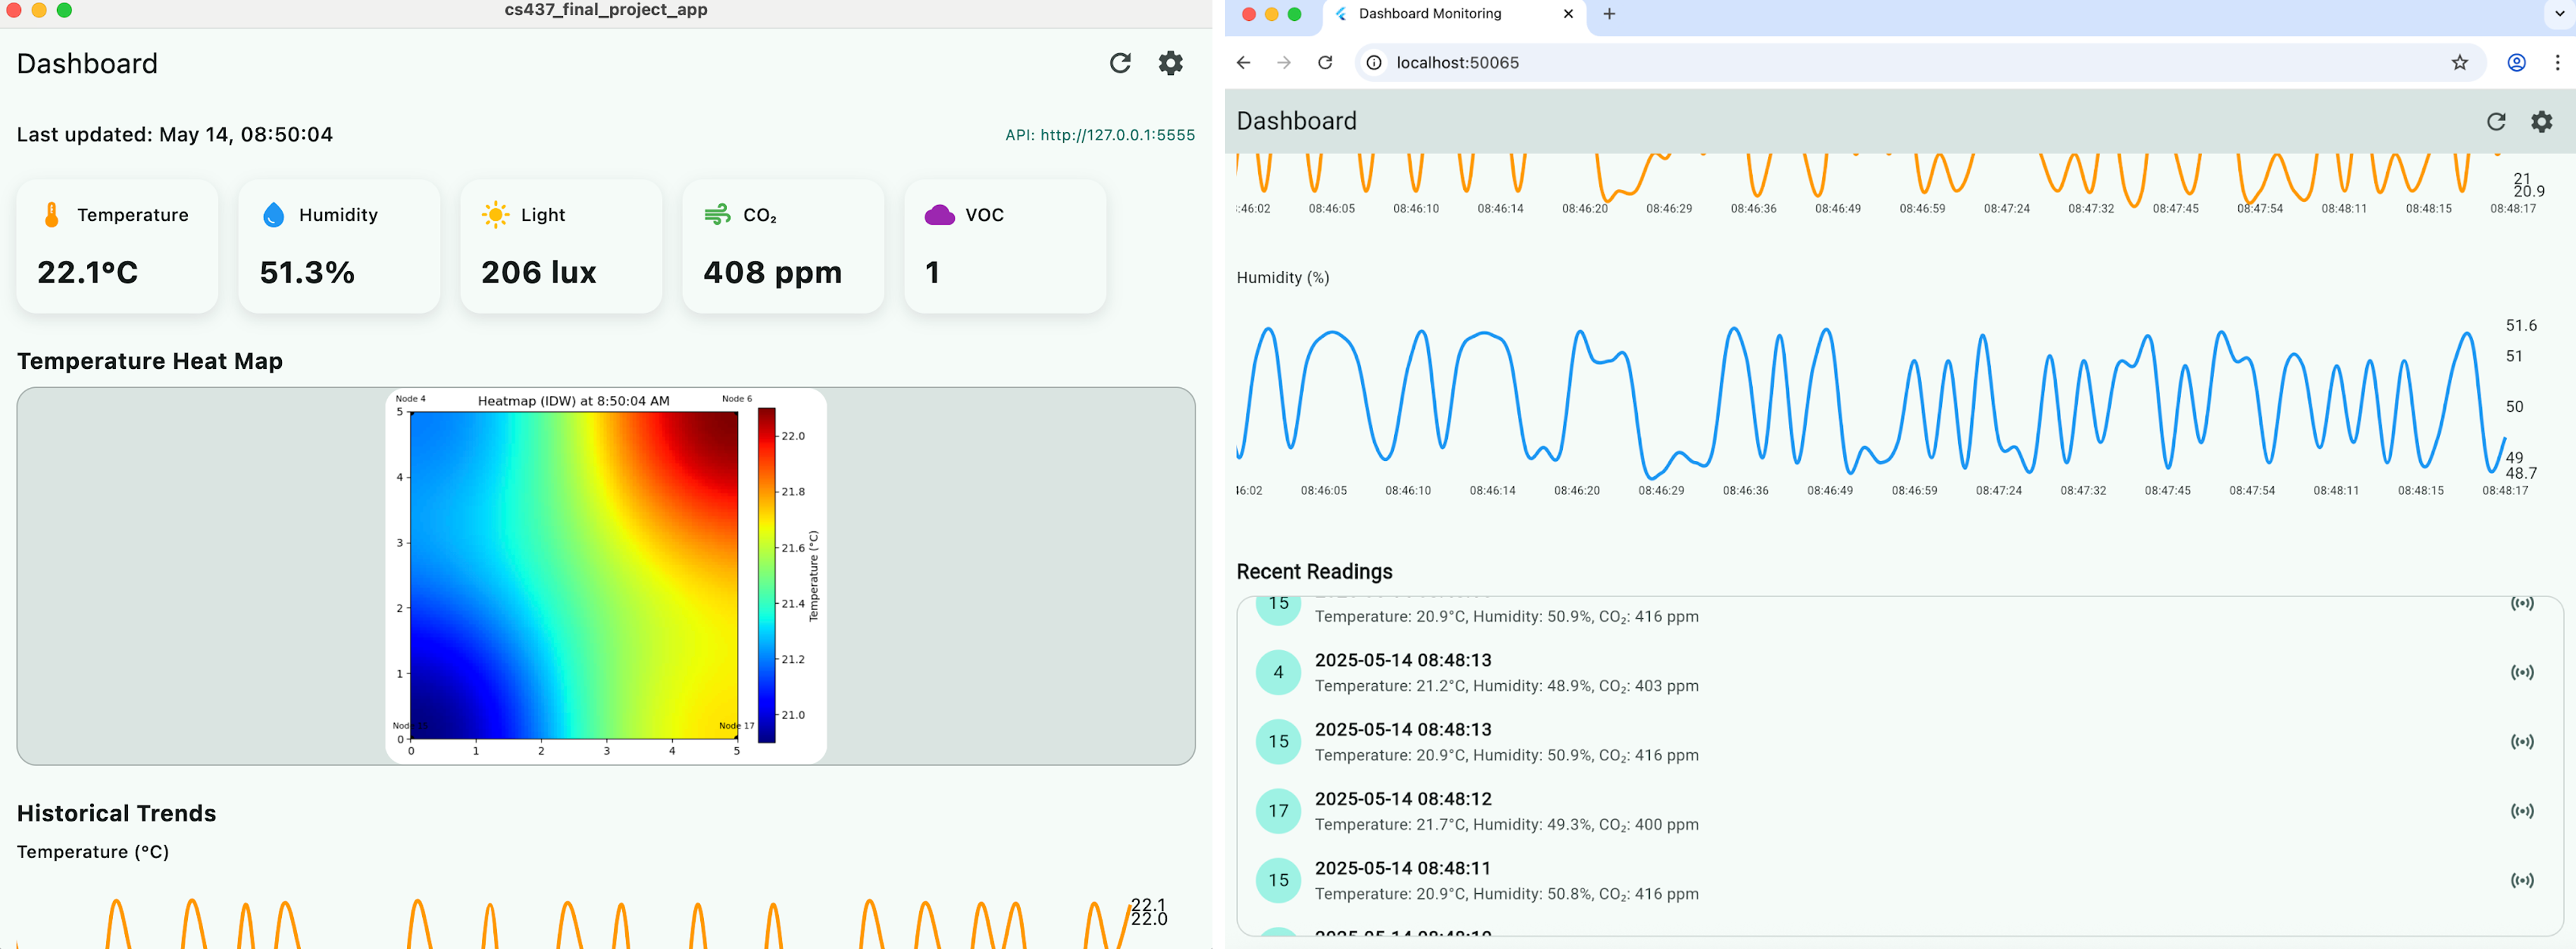 cs437_final_project_app
Dashboard
Last updated: May 14, 08:50:04
API: http://127.0.0.1:5555
Temperature
22.1°C
Humidity
51.3%
Light
206 lux
CO₂
408 ppm
VOC
1
Temperature Heat Map
Node 4
Heatmap (IDW) at 8:50:04 AM
Node 6
5
4
3
2
1
0
Node 17
0 1 2 3 4 5
22.0
21.8
21.6
21.4
21.2
21.0
Temperature (°C)
Historical Trends
Temperature (°C)
22.1
22.0
Dashboard Monitoring
localhost:50065
Dashboard
21
20.9
:46:02 08:46:05 08:46:10 08:46:14 08:46:20 08:46:29 08:46:36 08:46:49 08:46:59 08:47:24 08:47:32 08:47:45 08:47:54 08:48:11 08:48:15 08:48:17
Humidity (%)
51.6
51
50
49
48.7
46:02 08:46:05 08:46:10 08:46:14 08:46:20 08:46:29 08:46:36 08:46:49 08:46:59 08:47:24 08:47:32 08:47:45 08:47:54 08:48:11 08:48:15 08:48:17
Recent Readings
15
Temperature: 20.9°C, Humidity: 50.9%, CO₂: 416 ppm
4
2025-05-14 08:48:13
Temperature: 21.2°C, Humidity: 48.9%, CO₂: 403 ppm
15
2025-05-14 08:48:13
Temperature: 20.9°C, Humidity: 50.9%, CO₂: 416 ppm
17
2025-05-14 08:48:12
Temperature: 21.7°C, Humidity: 49.3%, CO₂: 400 ppm
15
2025-05-14 08:48:11
Temperature: 20.9°C, Humidity: 50.8%, CO₂: 416 ppm